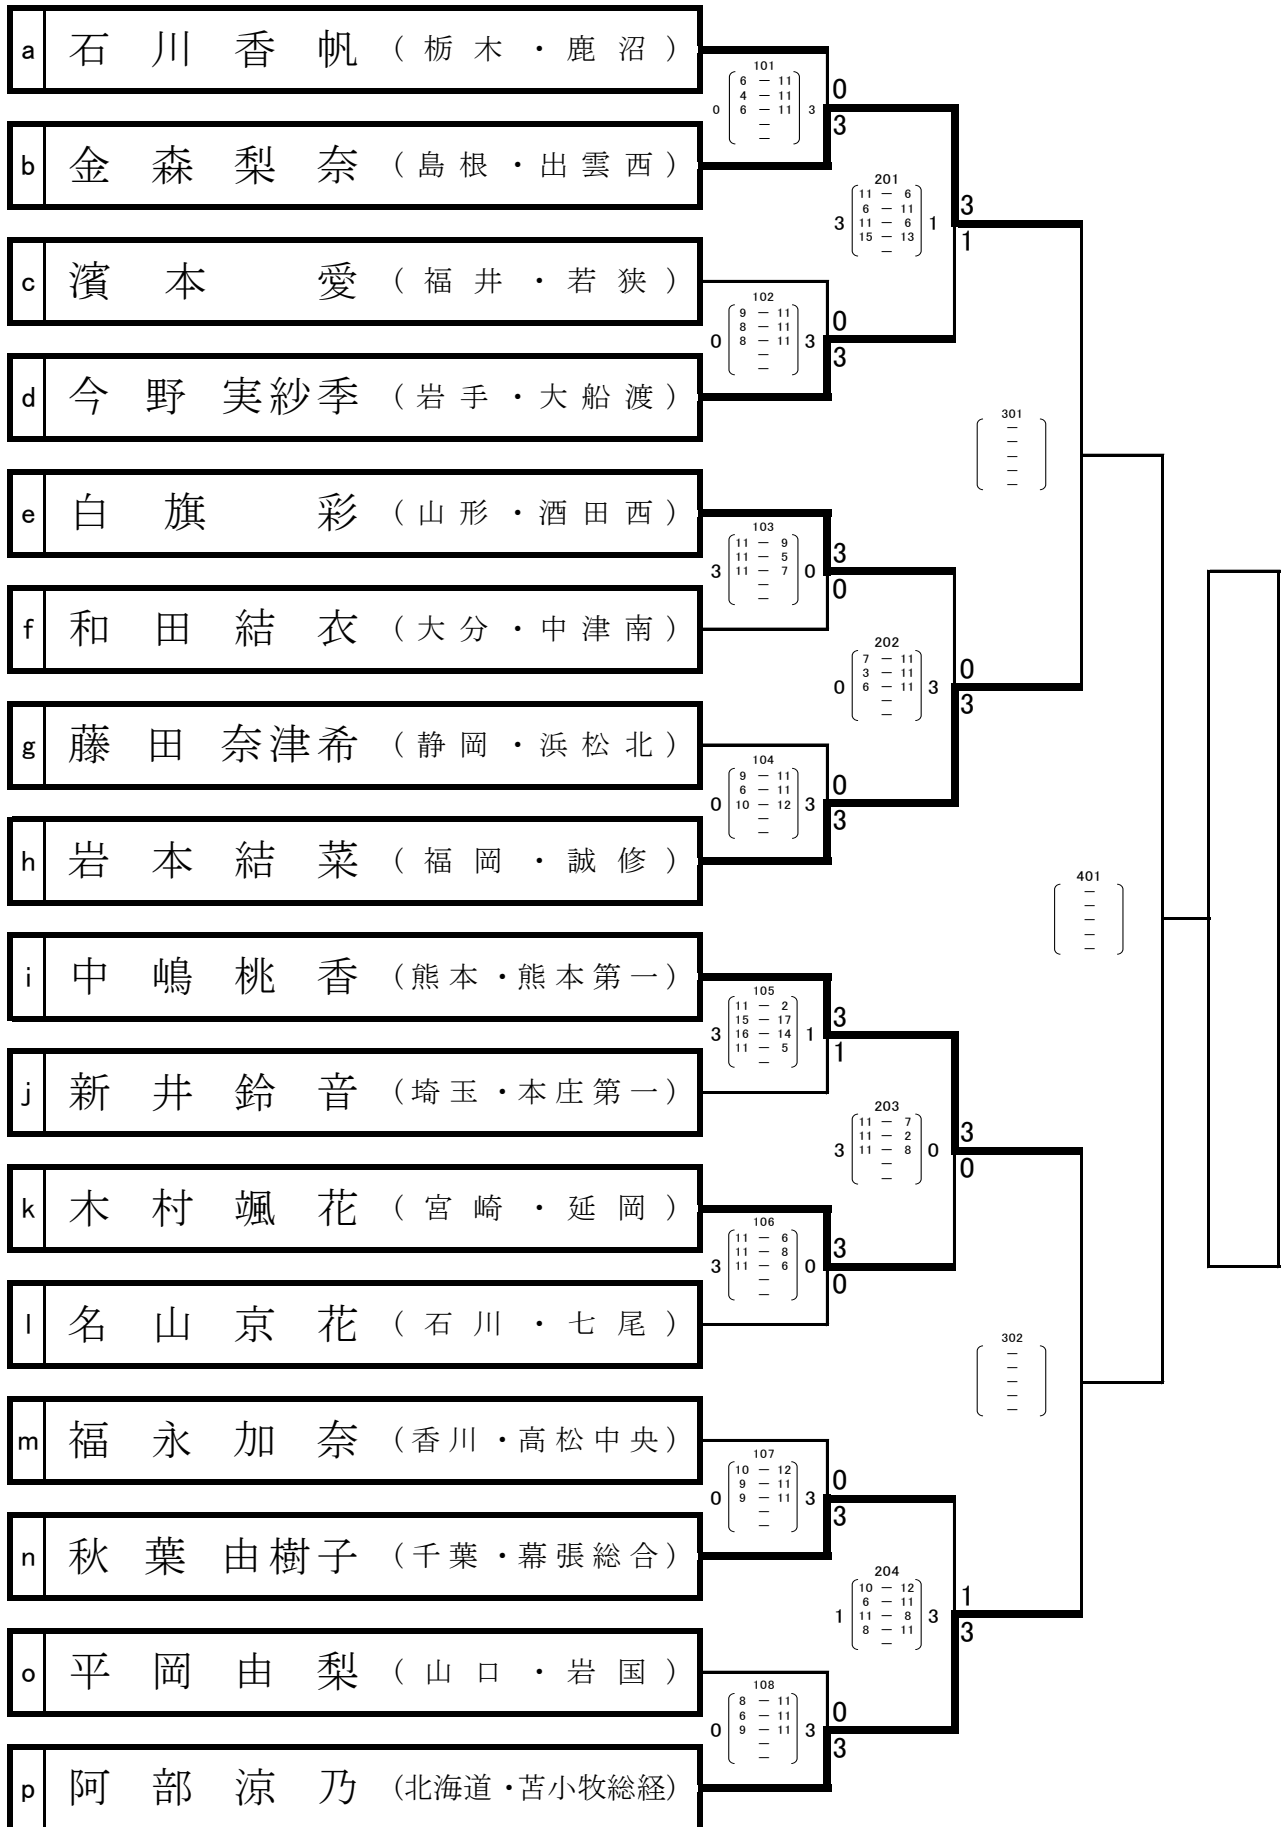 a 石川香帆 (栃木・鹿沼)
101
6 － 11
4 － 11
0 6 － 11 3
－
－
0
3
b 金森梨奈 (島根・出雲西)
201
11 － 6
6 － 11
3 11 － 6 1
15 － 13
－
3
1
c 濱本愛 (福井・若狭)
102
9 － 11
8 － 11
0 8 － 11 3
－
－
0
3
d 今野実紗季 (岩手・大船渡)
301
－
－
－
－
－
e 白旗彩 (山形・酒田西)
103
11 － 9
11 － 5
3 11 － 7 0
－
－
3
0
f 和田結衣 (大分・中津南)
202
7 － 11
3 － 11
0 6 － 11 3
－
－
0
3
g 藤田奈津希 (静岡・浜松北)
104
9 － 11
6 － 11
0 10 － 12 3
－
－
0
3
h 岩本結菜 (福岡・誠修)
401
－
－
－
－
－
i 中嶋桃香 (熊本・熊本第一)
105
11 － 2
15 － 17
3 16 － 14 1
11 － 5
－
3
1
j 新井鈴音 (埼玉・本庄第一)
203
11 － 7
11 － 2
3 11 － 8 0
－
－
3
0
k 木村颯花 (宮崎・延岡)
106
11 － 6
11 － 8
3 11 － 6 0
－
－
3
0
l 名山京花 (石川・七尾)
302
－
－
－
－
－
m 福永加奈 (香川・高松中央)
107
10 － 12
9 － 11
0 9 － 11 3
－
－
0
3
n 秋葉由樹子 (千葉・幕張総合)
204
10 － 12
6 － 11
1 11 － 8 3
8 － 11
－
1
3
o 平岡由梨 (山口・岩国)
108
8 － 11
6 － 11
0 9 － 11 3
－
－
0
3
p 阿部涼乃 (北海道・苫小牧総経)